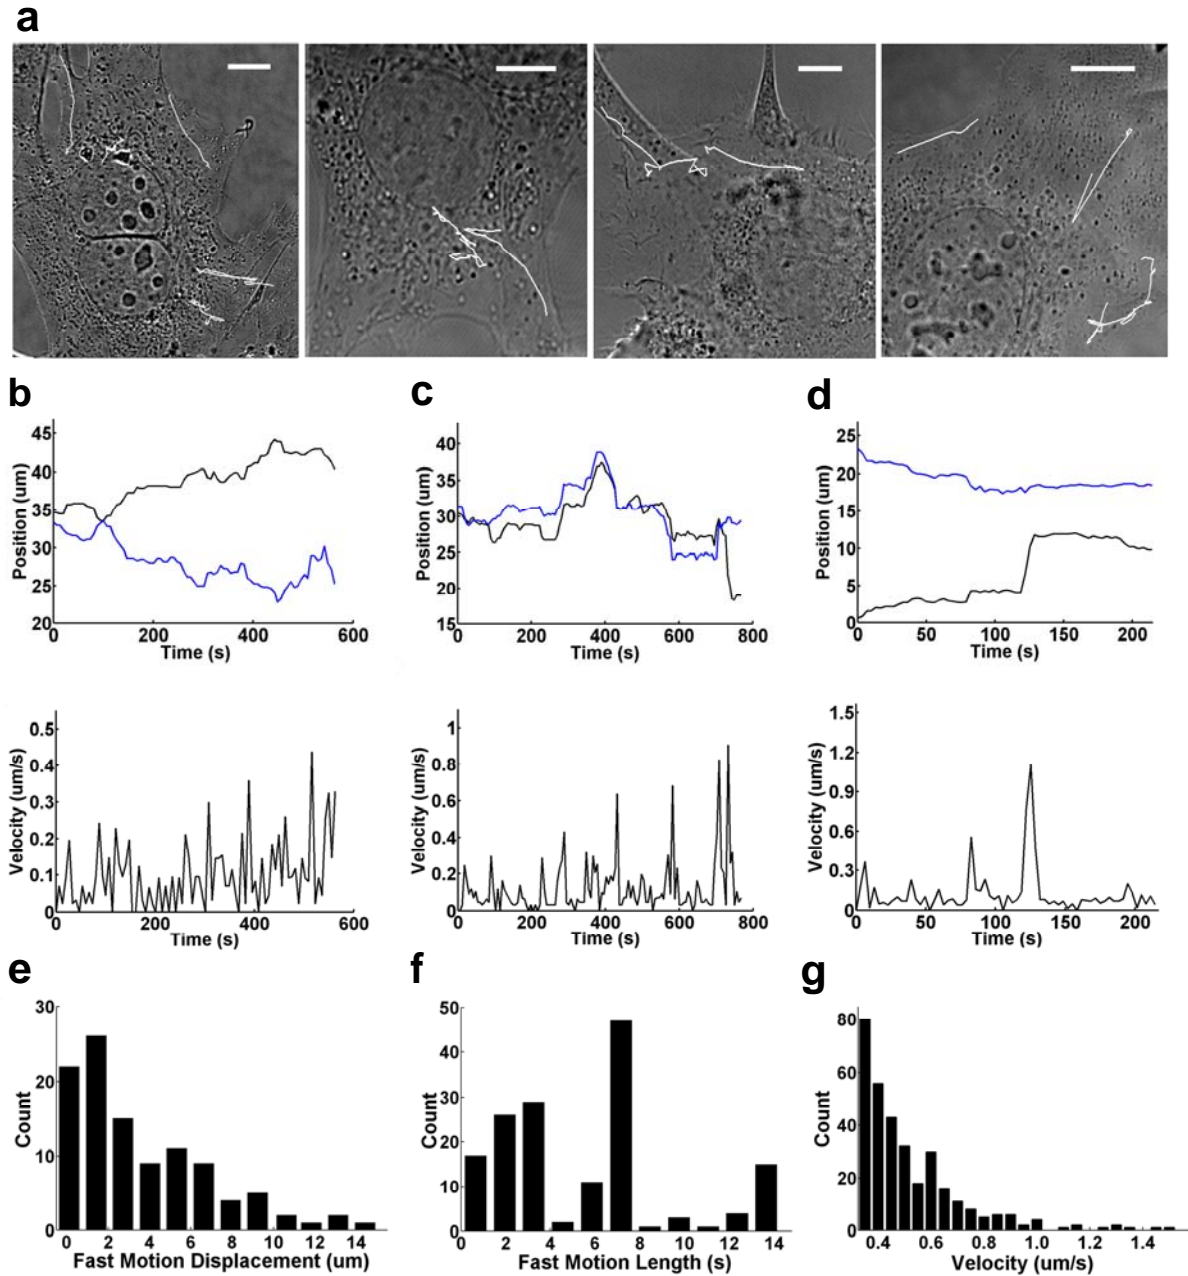 a
b
c
d
45
40
35
30
25
20
Position (um)
0
200
400
600
Time (s)
40
35
30
25
20
15
Position (um)
0
200
400
600
800
Time (s)
25
20
15
10
5
0
Position (um)
0
50
100
150
200
Time (s)
0.5
0.4
0.3
0.2
0.1
0
Velocity (um/s)
0
200
400
600
Time (s)
1
0.8
0.6
0.4
0.2
0
Velocity (um/s)
0
200
400
600
800
Time (s)
1.5
1.2
0.9
0.6
0.3
0
Velocity (um/s)
0
50
100
150
200
Time (s)
e
f
g
30
20
10
0
Count
0 2 4 6 8 10 12 14
Fast Motion Displacement (um)
50
40
30
20
10
0
Count
2 4 6 8 10 12 14
Fast Motion Length (s)
80
60
40
20
0
Count
0.4 0.6 0.8 1.0 1.2 1.4
Velocity (um/s)